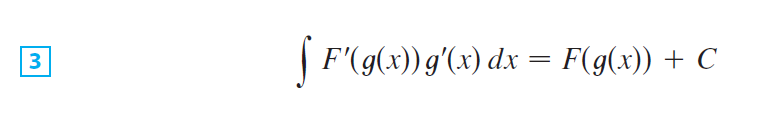 3 ∫ F′(g(x)) g′(x) dx = F(g(x)) + C